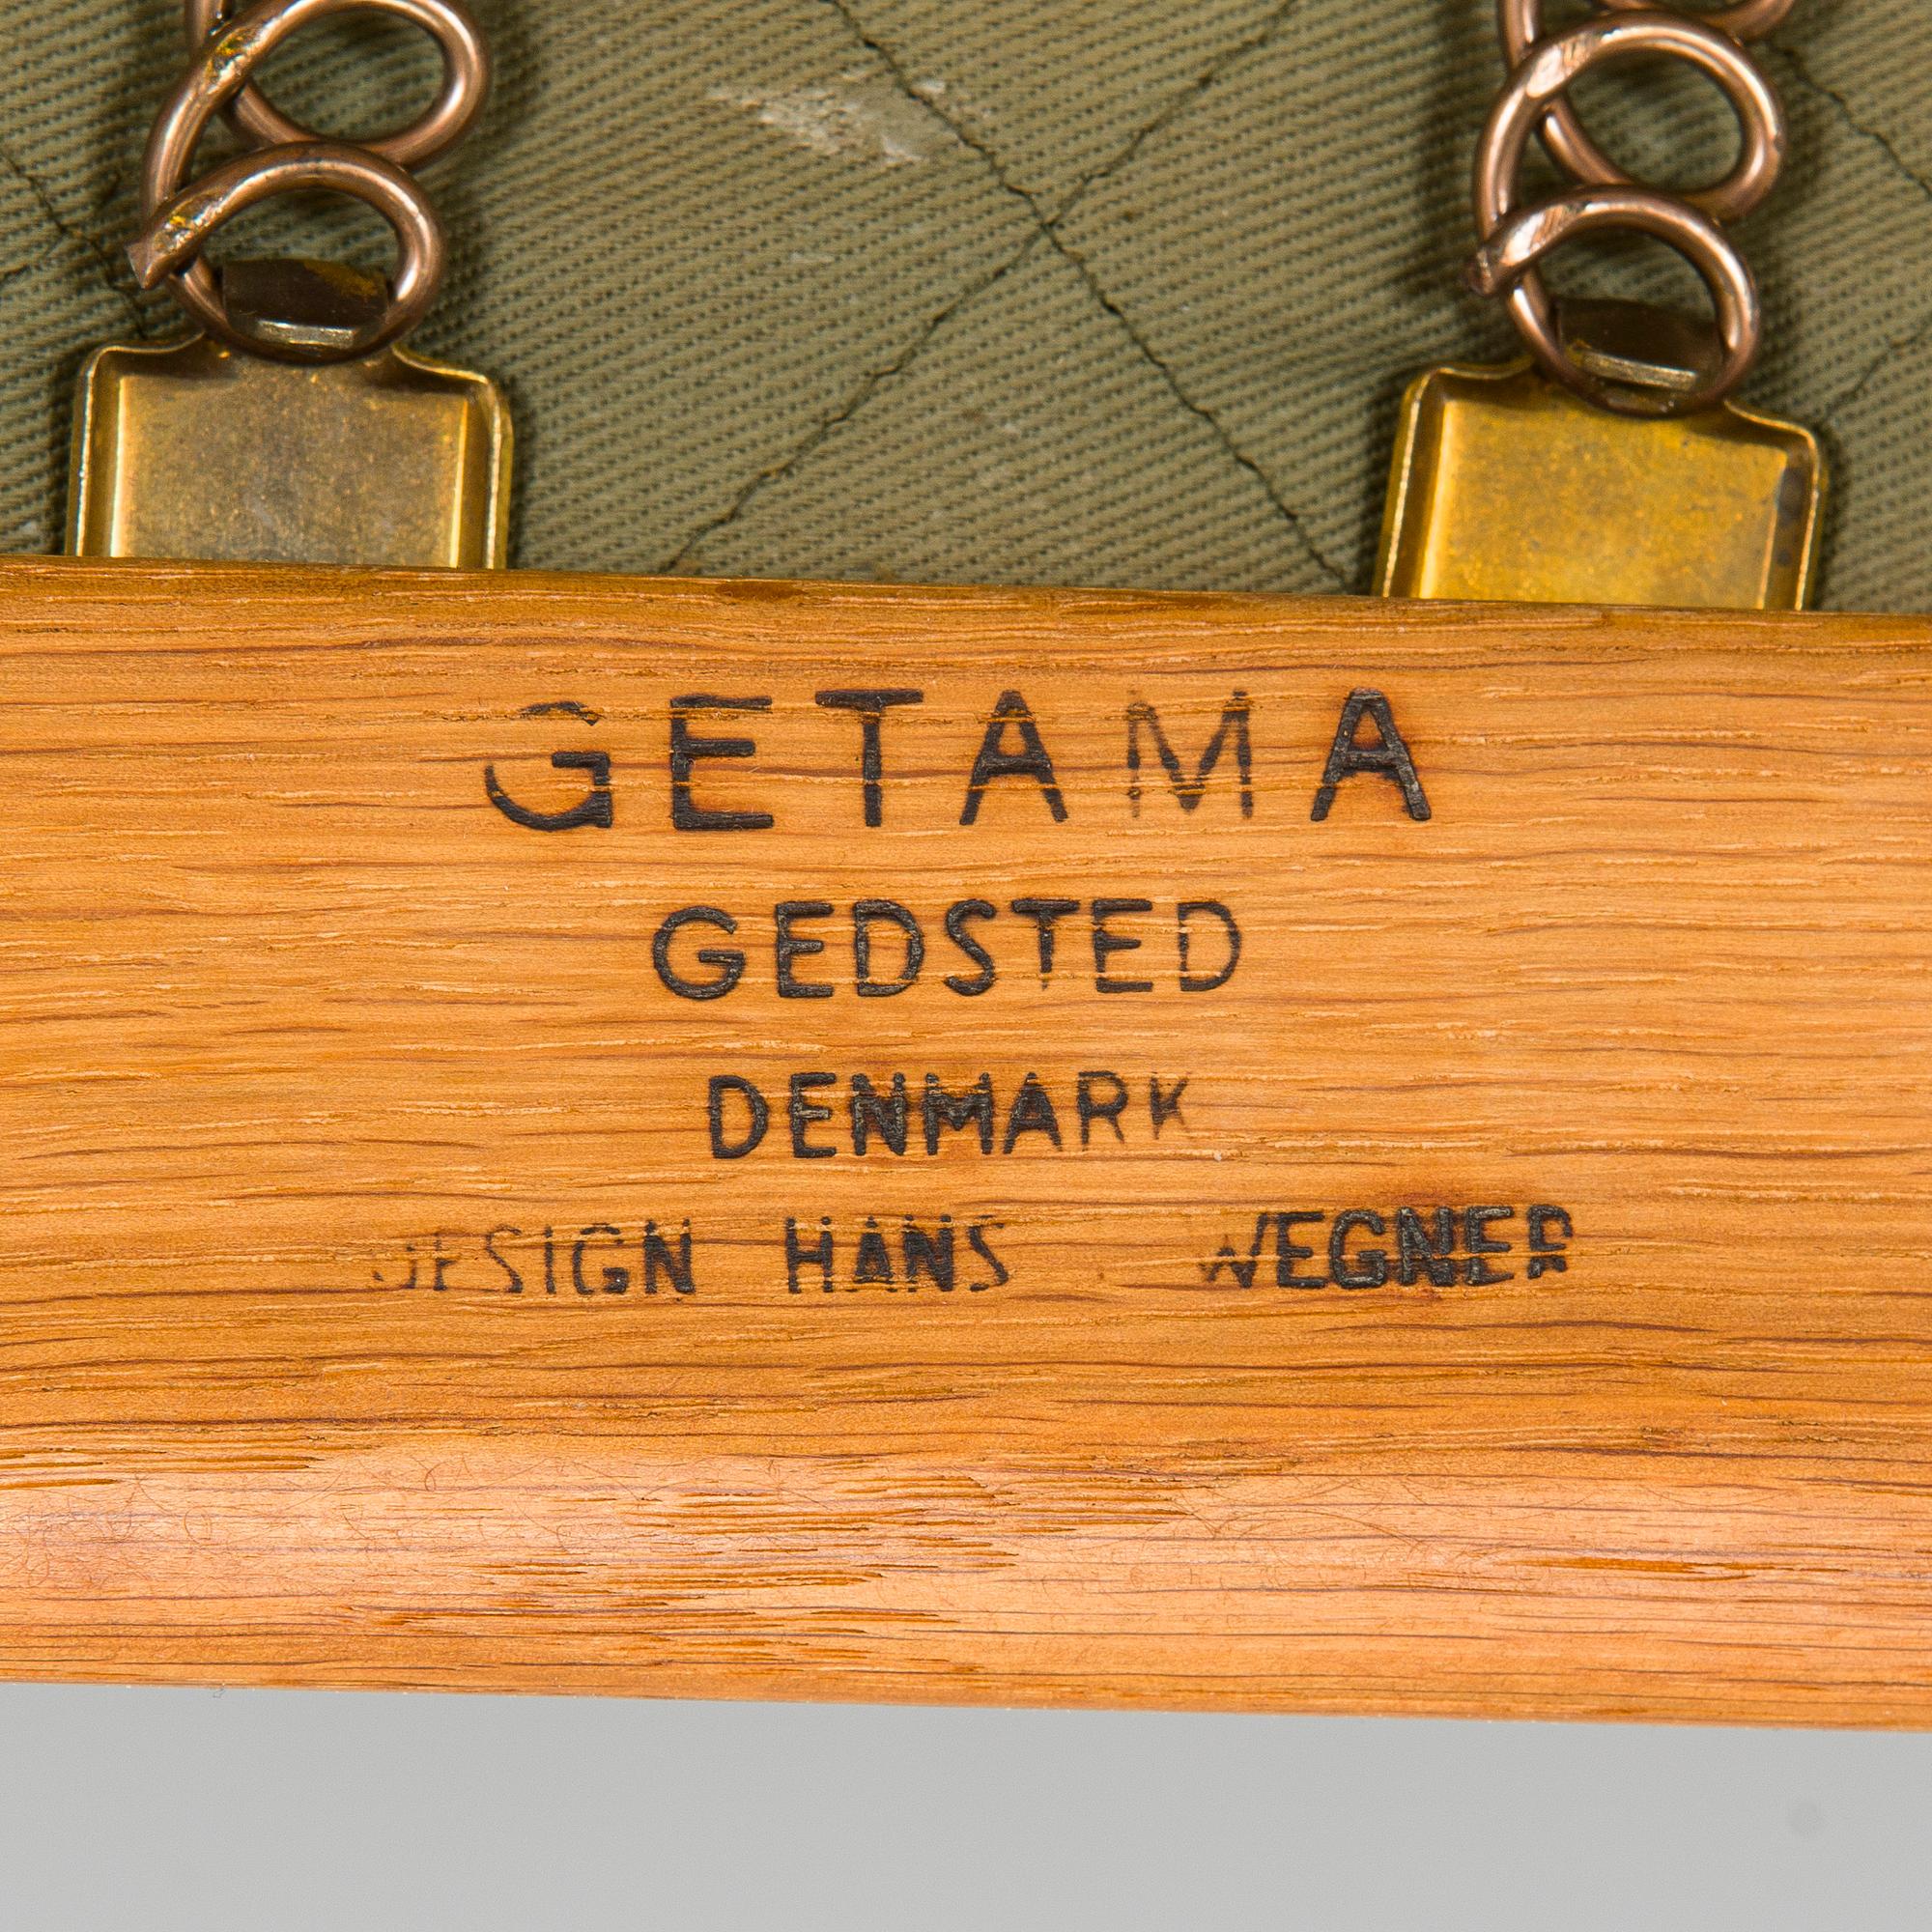 GETAMA
GEDSTED
DENMARK
DESIGN HANS WEGNER